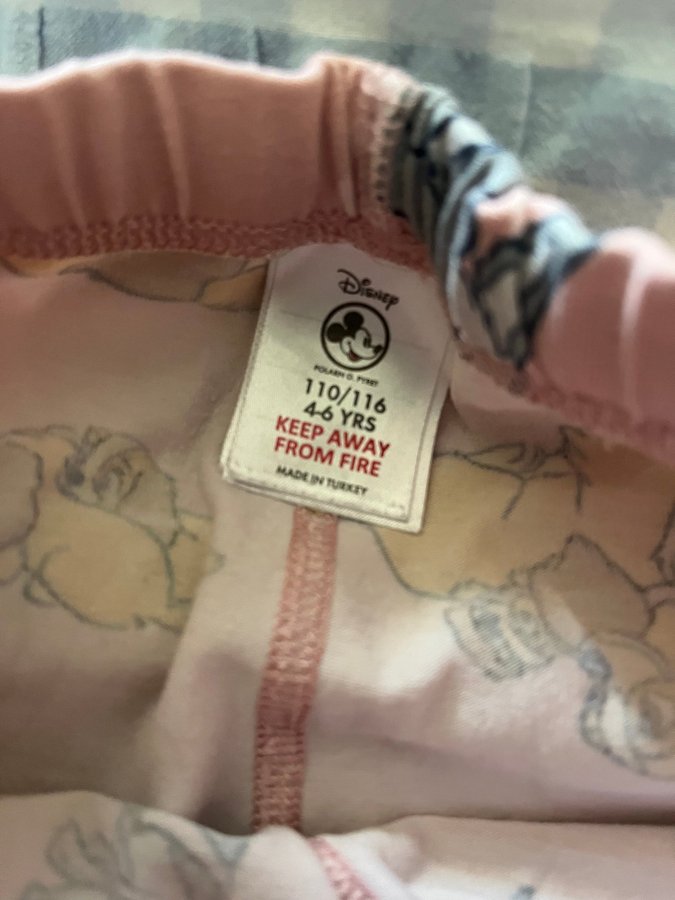 Disney
POLARN O. PYRET
110/116
4-6 YRS
KEEP AWAY
FROM FIRE
MADE IN TURKEY